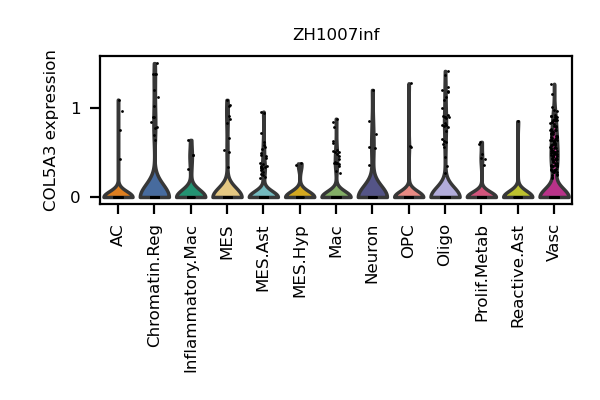 ZH1007inf
COL5A3 expression
1
0
AC
Chromatin.Reg
Inflammatory.Mac
MES
MES.Ast
MES.Hyp
Mac
Neuron
OPC
Oligo
Prolif.Metab
Reactive.Ast
Vasc